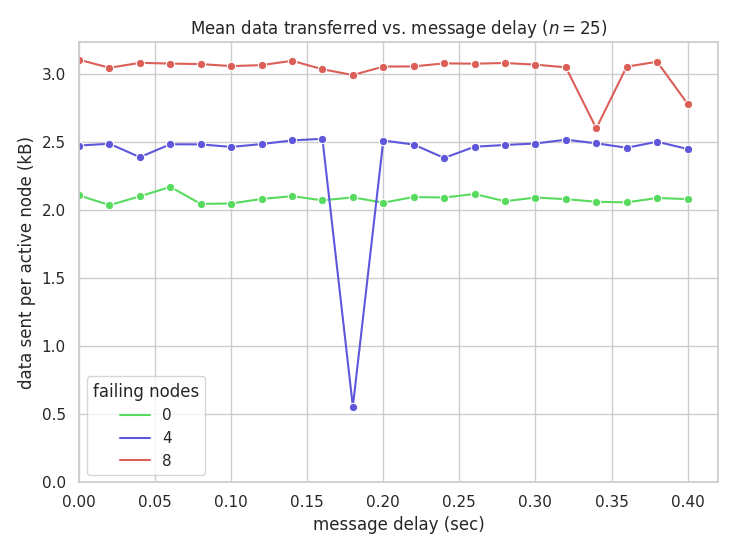 Mean data transferred vs. message delay (n = 25)
data sent per active node (kB)
3.0
2.5
2.0
1.5
1.0
0.5
0.0
failing nodes
0
4
8
0.00 0.05 0.10 0.15 0.20 0.25 0.30 0.35 0.40
message delay (sec)